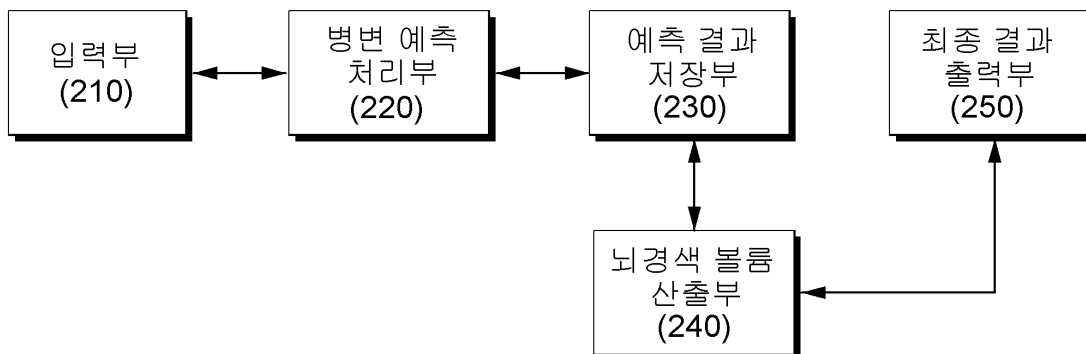 입력부
(210)
병변 예측
처리부
(220)
예측 결과
저장부
(230)
최종 결과
출력부
(250)
뇌경색 볼륨
산출부
(240)